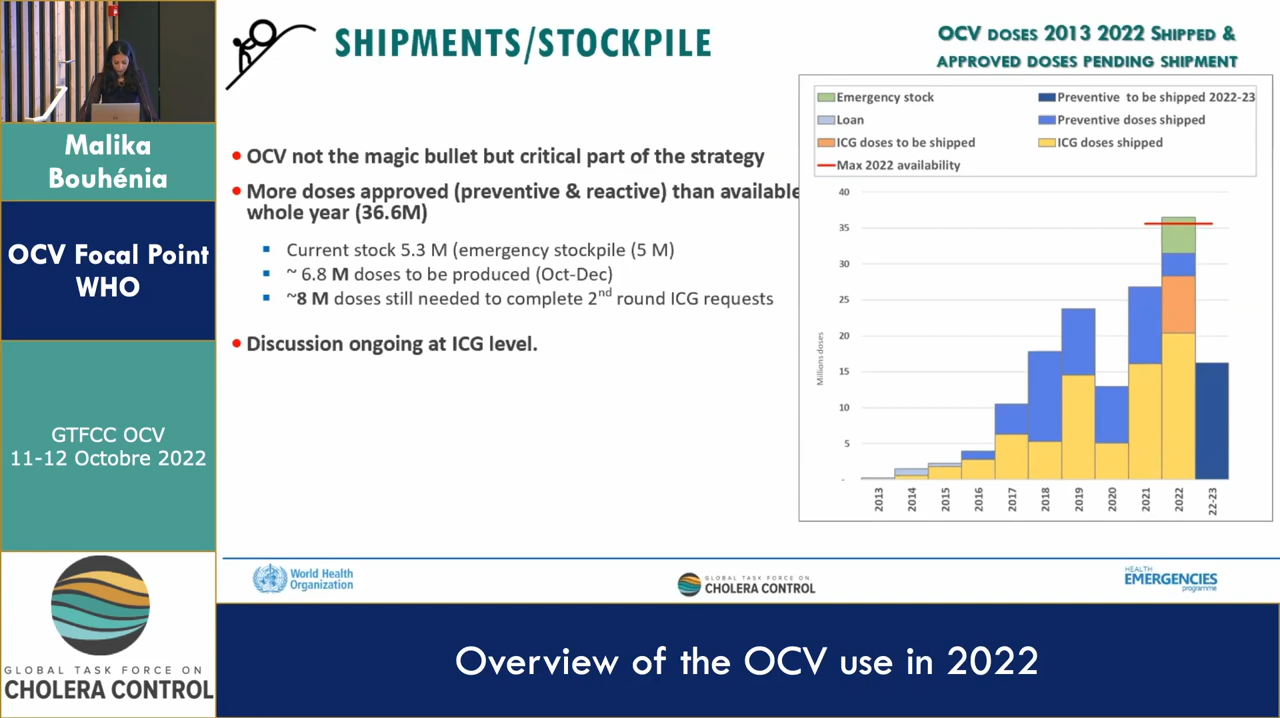 SHIPMENTS/STOCKPILE
OCV DOSES 2013 2022 SHIPPED &
APPROVED DOSES PENDING SHIPMENT
Malika
Bouhénia
OCV Focal Point
WHO
GTFCC OCV
11-12 Octobre 2022
GLOBAL TASK FORCE ON
CHOLERA CONTROL
• OCV not the magic bullet but critical part of the strategy
• More doses approved (preventive & reactive) than available
whole year (36.6M)
▪ Current stock 5.3 M (emergency stockpile (5 M)
▪ ~ 6.8 M doses to be produced (Oct-Dec)
▪ ~8 M doses still needed to complete 2nd round ICG requests
• Discussion ongoing at ICG level.
Emergency stock
Preventive to be shipped 2022-23
Loan
Preventive doses shipped
ICG doses to be shipped
ICG doses shipped
Max 2022 availability
Millions doses
40
35
30
25
20
15
10
5
-
2013
2014
2015
2016
2017
2018
2019
2020
2021
2022
22-23
World Health
Organization
GLOBAL TASK FORCE ON
CHOLERA CONTROL
HEALTH
EMERGENCIES
programme
Overview of the OCV use in 2022